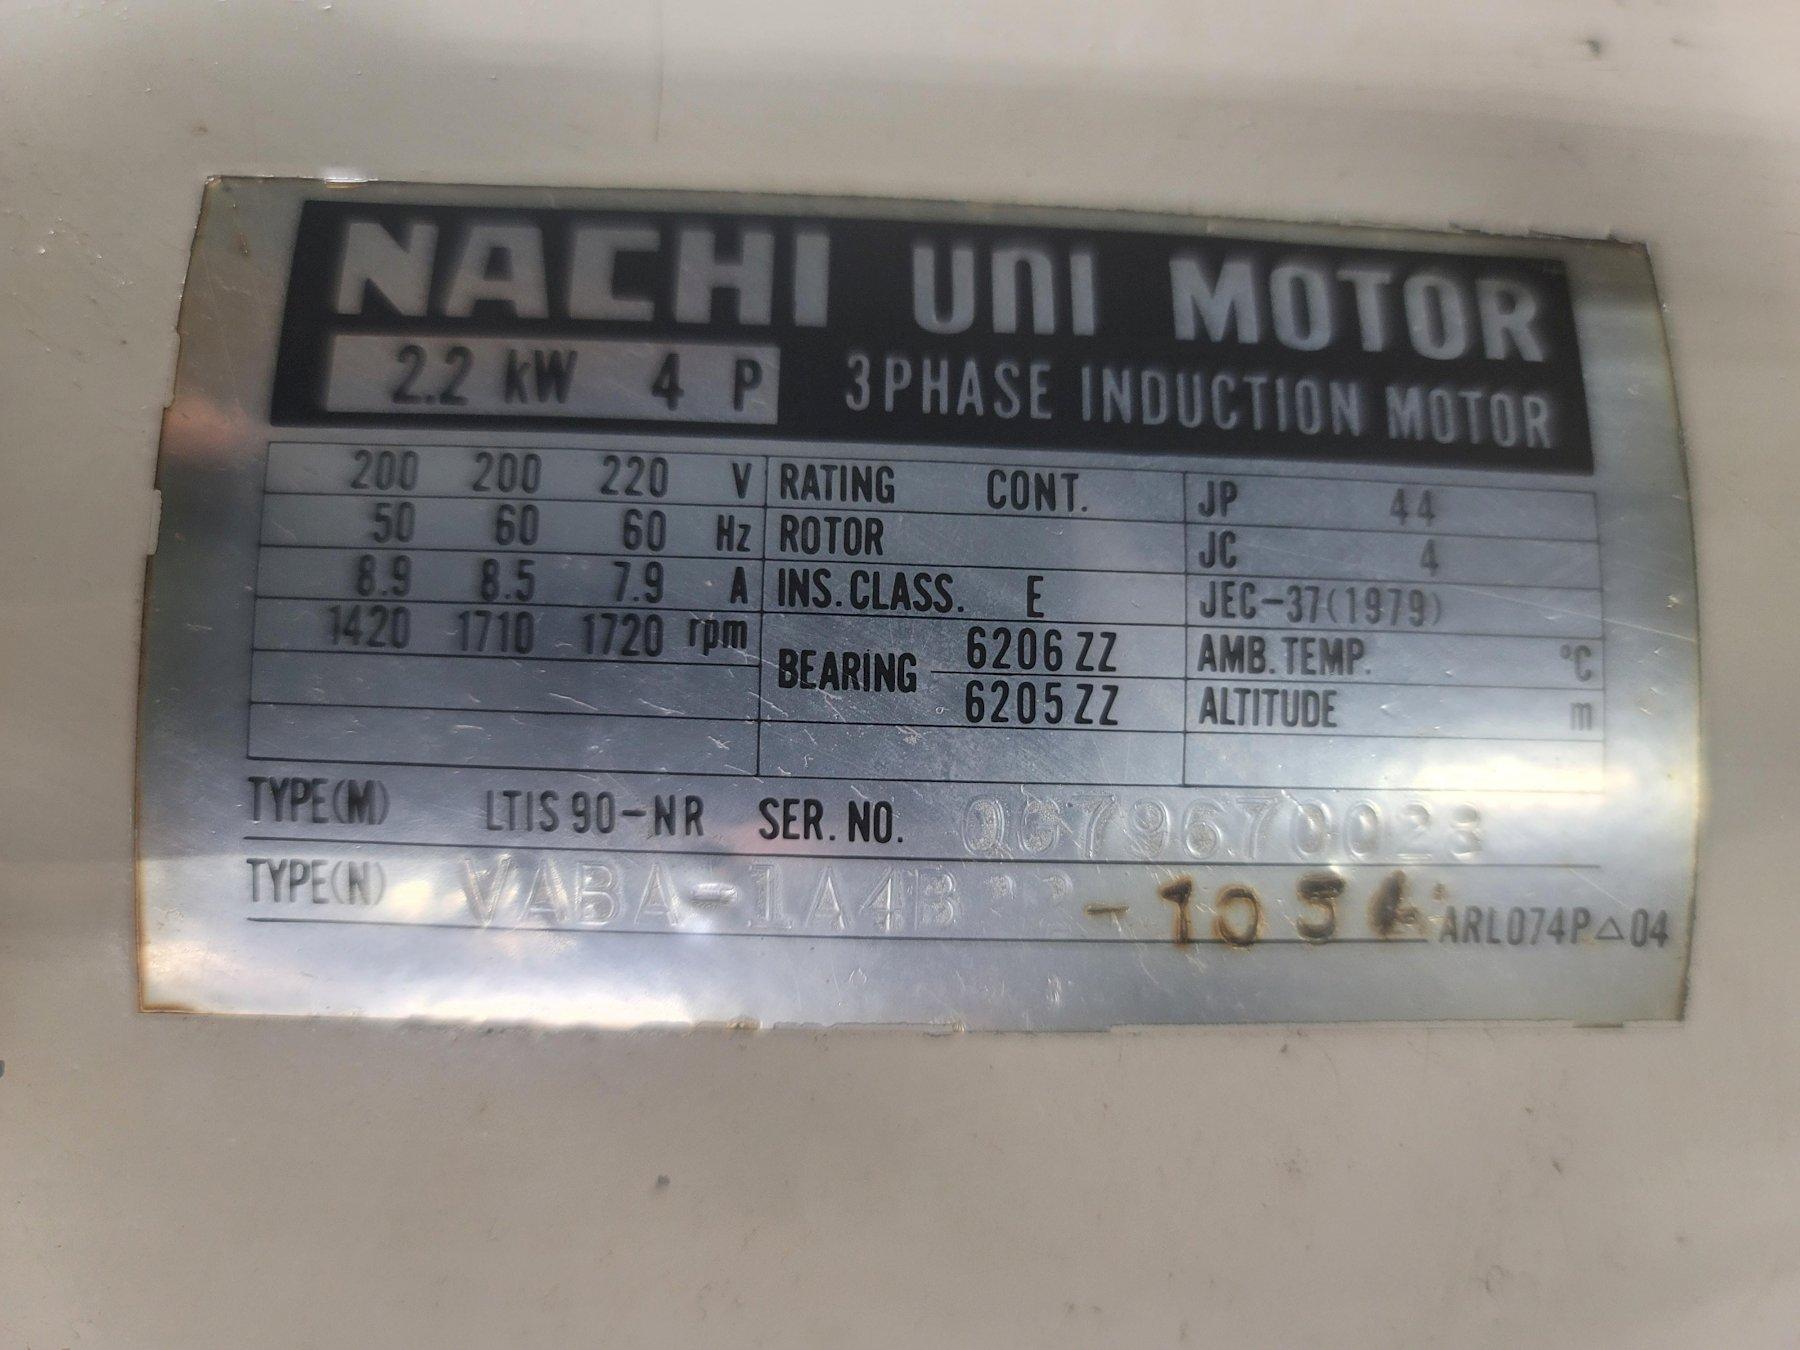 NACHI UNI MOTOR
2.2 kW 4 P 3 PHASE INDUCTION MOTOR
200 200 220 V RATING CONT. JP 44
50 60 60 Hz ROTOR JC 4
8.9 8.5 7.9 A INS. CLASS. E JEC-37(1979)
1420 1710 1720 rpm BEARING 6206 ZZ AMB. TEMP. °C
6205 ZZ ALTITUDE m
TYPE(M) LTIS 90-NR SER. NO.
TYPE(N) ARL074P△04